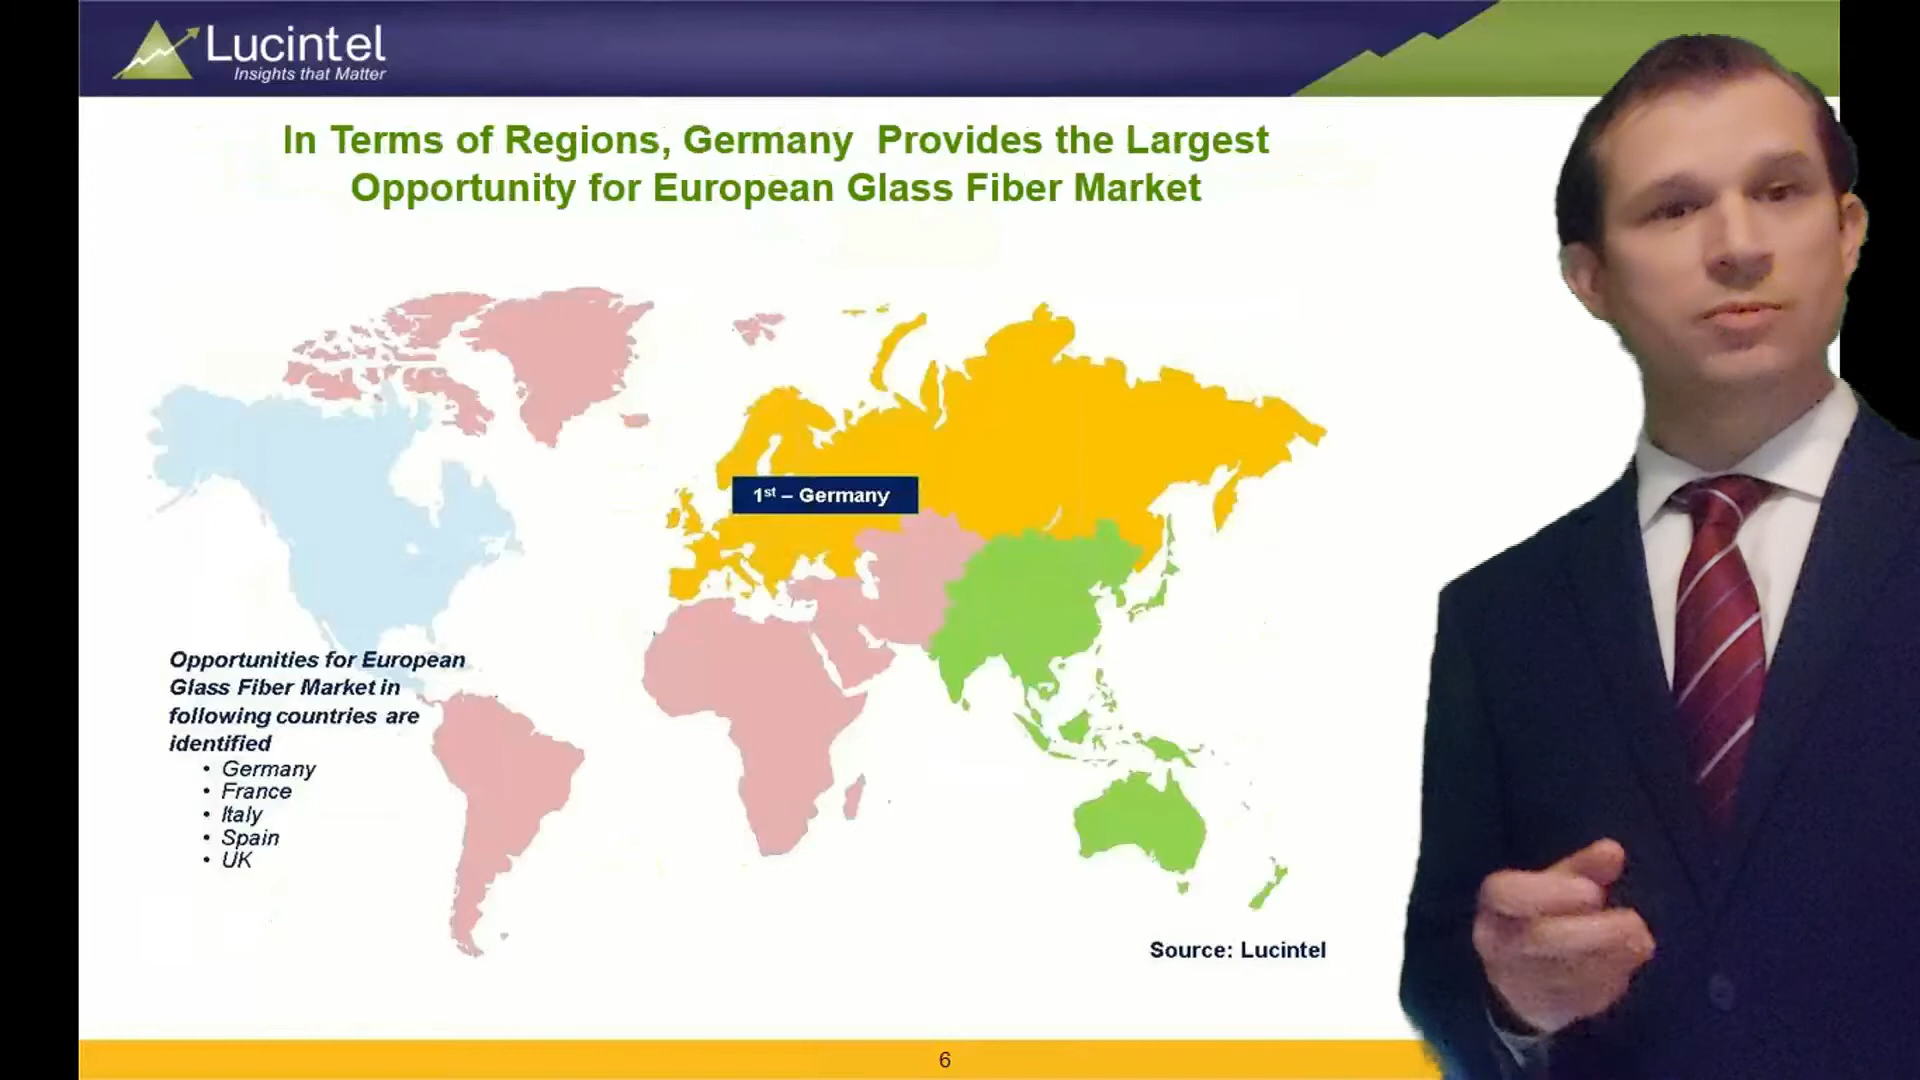 Lucintel
Insights that Matter
In Terms of Regions, Germany Provides the Largest
Opportunity for European Glass Fiber Market
1st – Germany
Opportunities for European
Glass Fiber Market in
following countries are
identified
• Germany
• France
• Italy
• Spain
• UK
Source: Lucintel
6